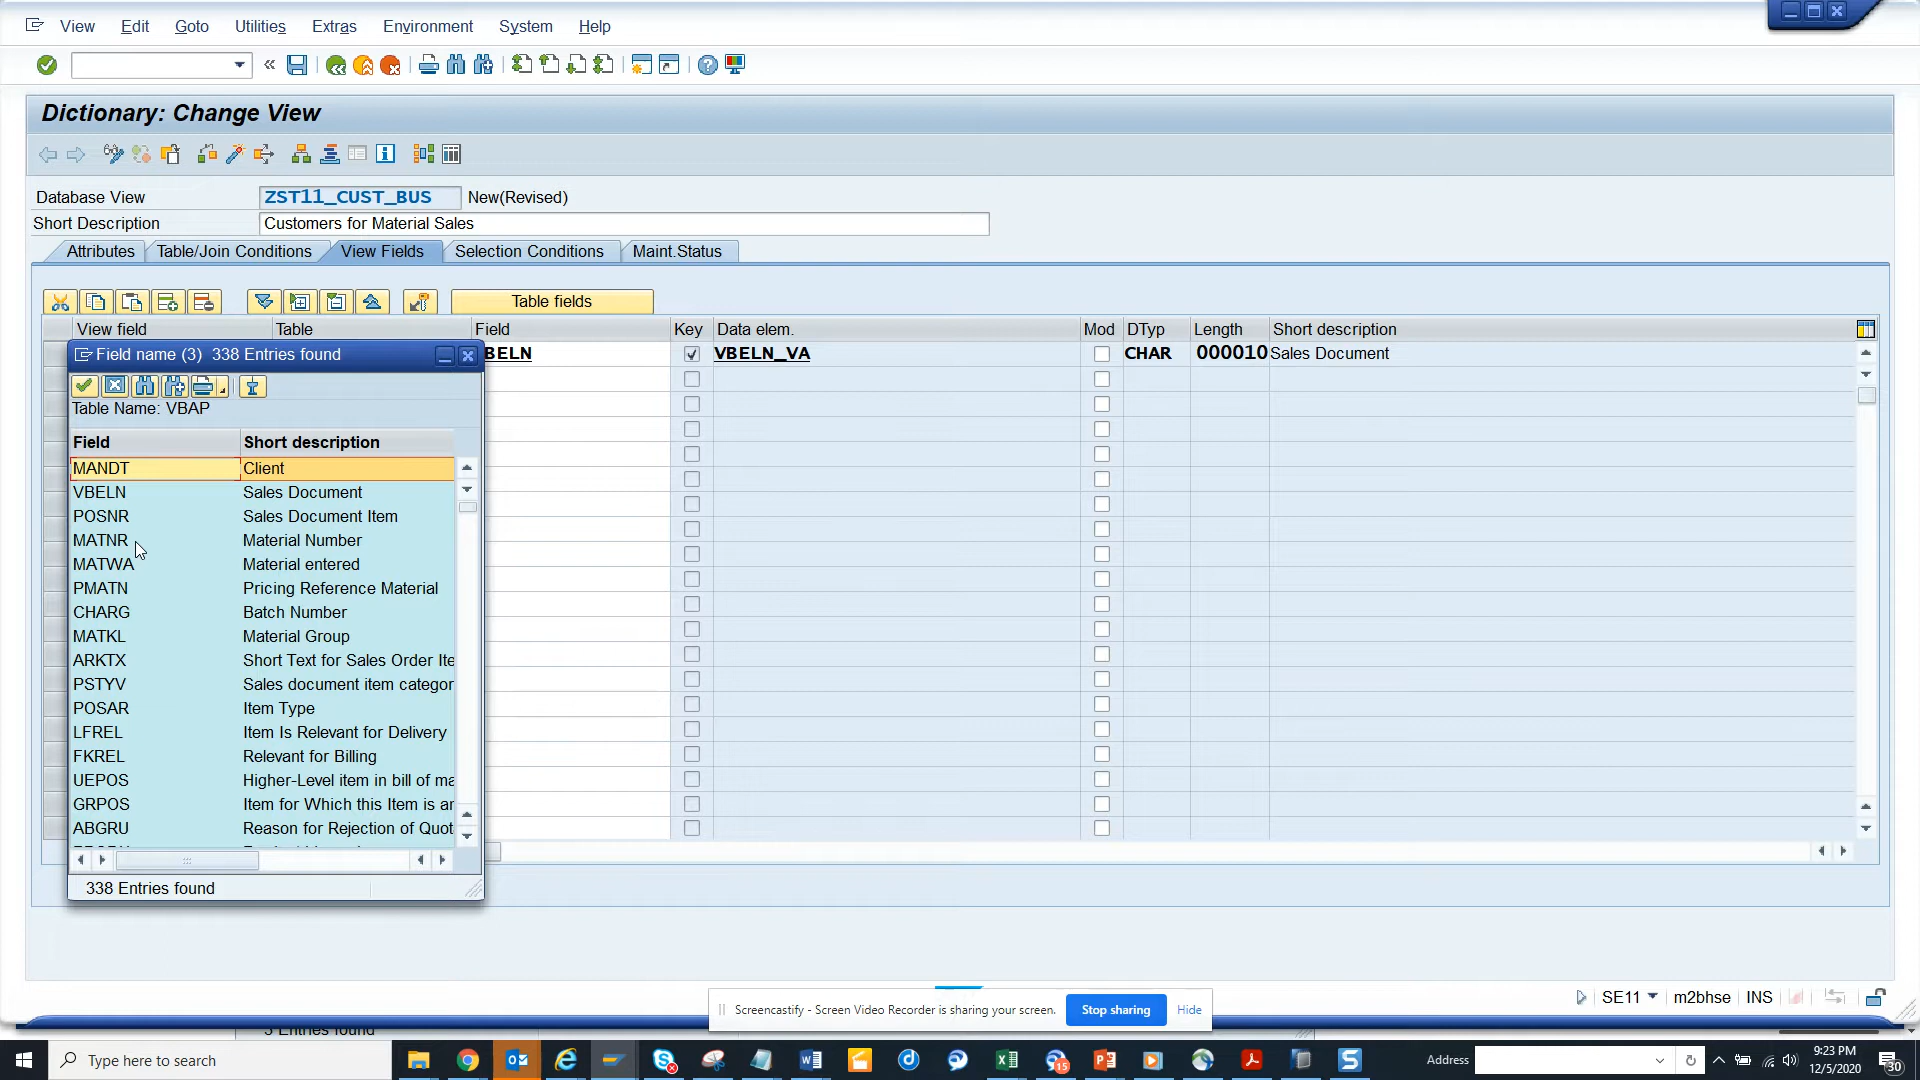 View Edit Goto Utilities Extras Environment System Help
Dictionary: Change View
Database View ZST11_CUST_BUS New(Revised)
Short Description Customers for Material Sales
Attributes Table/Join Conditions View Fields Selection Conditions Maint.Status
Table fields
View field Table Field Key Data elem. Mod DTyp Length Short description
BELN VBELN_VA CHAR 000010 Sales Document
Field name (3) 338 Entries found
Table Name: VBAP
Field Short description
MANDT Client
VBELN Sales Document
POSNR Sales Document Item
MATNR Material Number
MATWA Material entered
PMATN Pricing Reference Material
CHARG Batch Number
MATKL Material Group
ARKTX Short Text for Sales Order Ite
PSTYV Sales document item categor
POSAR Item Type
LFREL Item Is Relevant for Delivery
FKREL Relevant for Billing
UEPOS Higher-Level item in bill of ma
GRPOS Item for Which this Item is ar
ABGRU Reason for Rejection of Quot
338 Entries found
SE11 m2bhse INS
Screencastify - Screen Video Recorder is sharing your screen. Stop sharing Hide
Entries found
Type here to search
15
Address
9:23 PM
12/5/2020
30